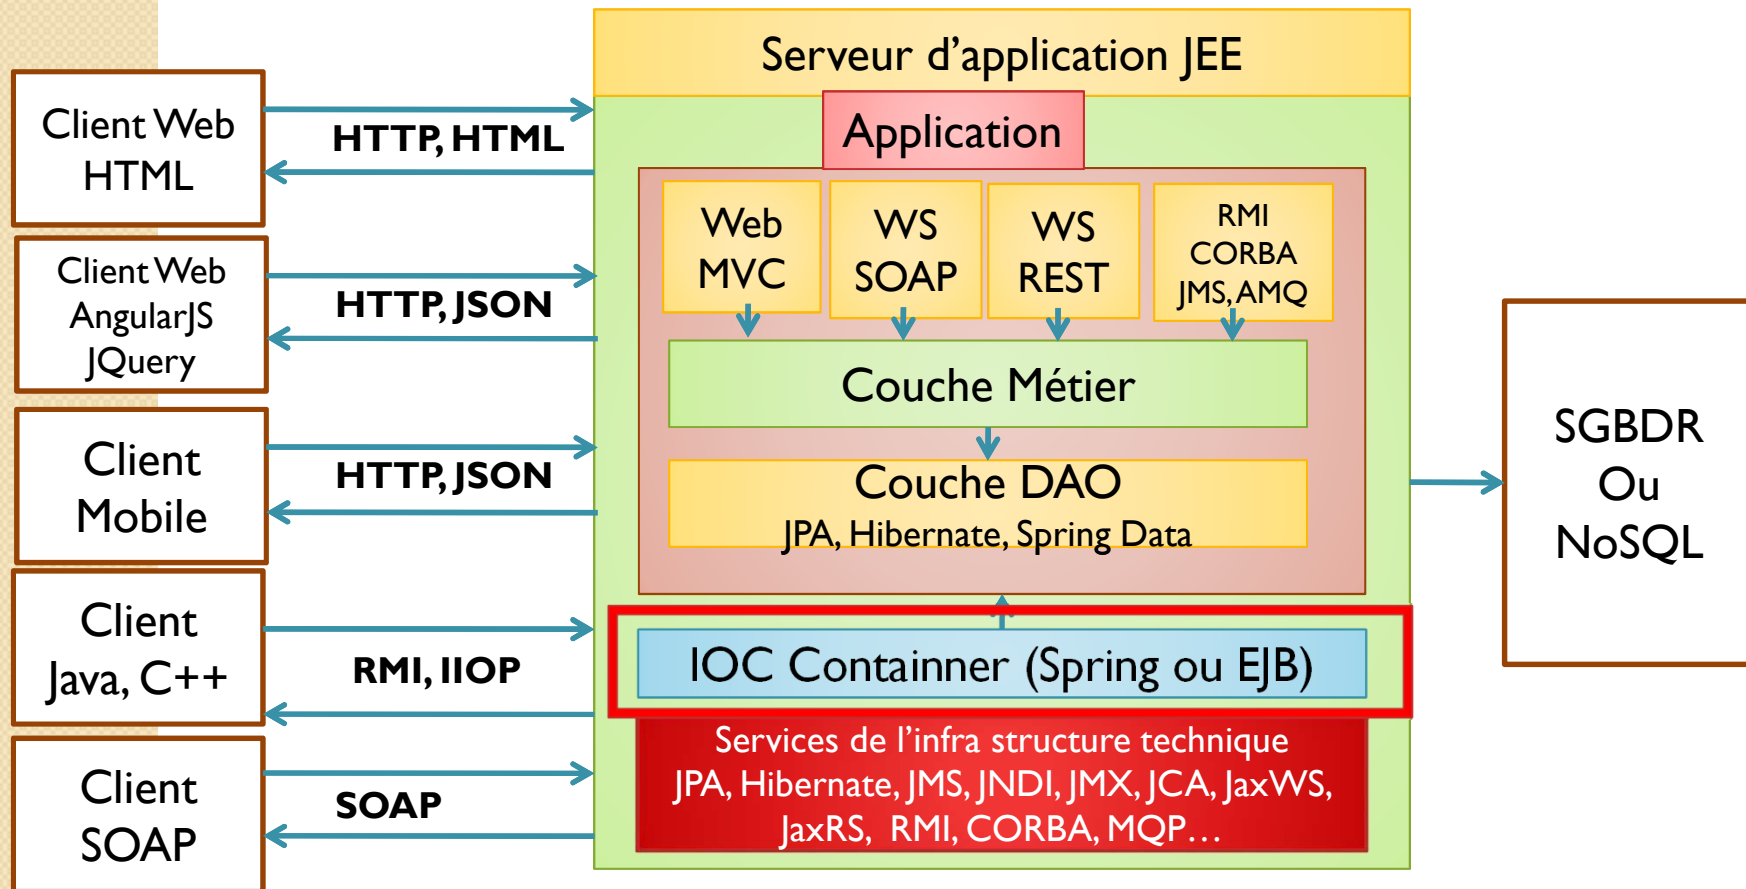 Serveur d'application JEE
Application
Client Web
HTML
HTTP, HTML
Client Web
AngularJS
JQuery
HTTP, JSON
Client
Mobile
HTTP, JSON
Client
Java, C++
RMI, IIOP
Client
SOAP
SOAP
Web
MVC
WS
SOAP
WS
REST
RMI
CORBA
JMS, AMQ
Couche Métier
Couche DAO
JPA, Hibernate, Spring Data
IOC Containner (Spring ou EJB)
Services de l'infra structure technique
JPA, Hibernate, JMS, JNDI, JMX, JCA, JaxWS,
JaxRS, RMI, CORBA, MQP…
SGBDR
Ou
NoSQL